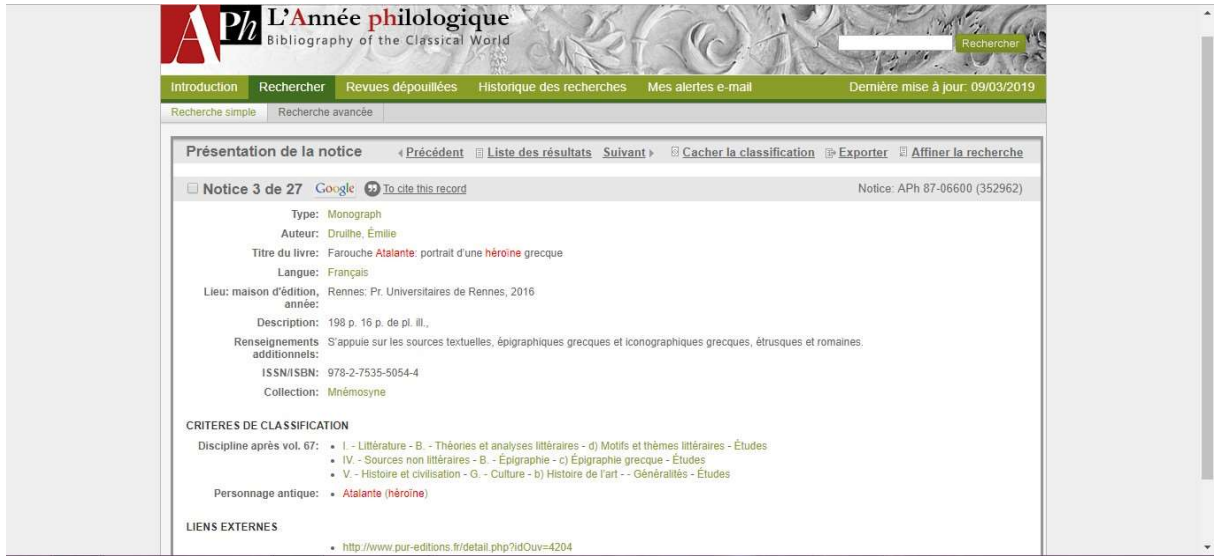 APh L'Année philologique
Bibliography of the Classical World
Rechercher
Introduction Rechercher Revues dépouillées Historique des recherches Mes alertes e-mail Dernière mise à jour: 09/03/2019
Recherche simple Recherche avancée
Présentation de la notice Précédent Liste des résultats Suivant Cacher la classification Exporter Affiner la recherche
Notice 3 de 27 Google To cite this record Notice: APh 87-06600 (352962)
Type: Monograph
Auteur: Druilhe, Émilie
Titre du livre: Farouche Atalante: portrait d'une héroïne grecque
Langue: Français
Lieu: maison d'édition, Rennes: Pr. Universitaires de Rennes, 2016
année:
Description: 198 p. 16 p. de pl. ill.,
Renseignements S'appuie sur les sources textuelles, épigraphiques grecques et iconographiques grecques, étrusques et romaines.
additionnels:
ISSN/ISBN: 978-2-7535-5054-4
Collection: Mnémosyne
CRITERES DE CLASSIFICATION
Discipline après vol. 67: • I. - Littérature - B. - Théories et analyses littéraires - d) Motifs et thèmes littéraires - Études
• IV. - Sources non littéraires - B. - Épigraphie - c) Épigraphie grecque - Études
• V. - Histoire et civilisation - G. - Culture - b) Histoire de l'art - - Généralités - Études
Personnage antique: • Atalante (héroïne)
LIENS EXTERNES
• http://www.pur-editions.fr/detail.php?idOuv=4204